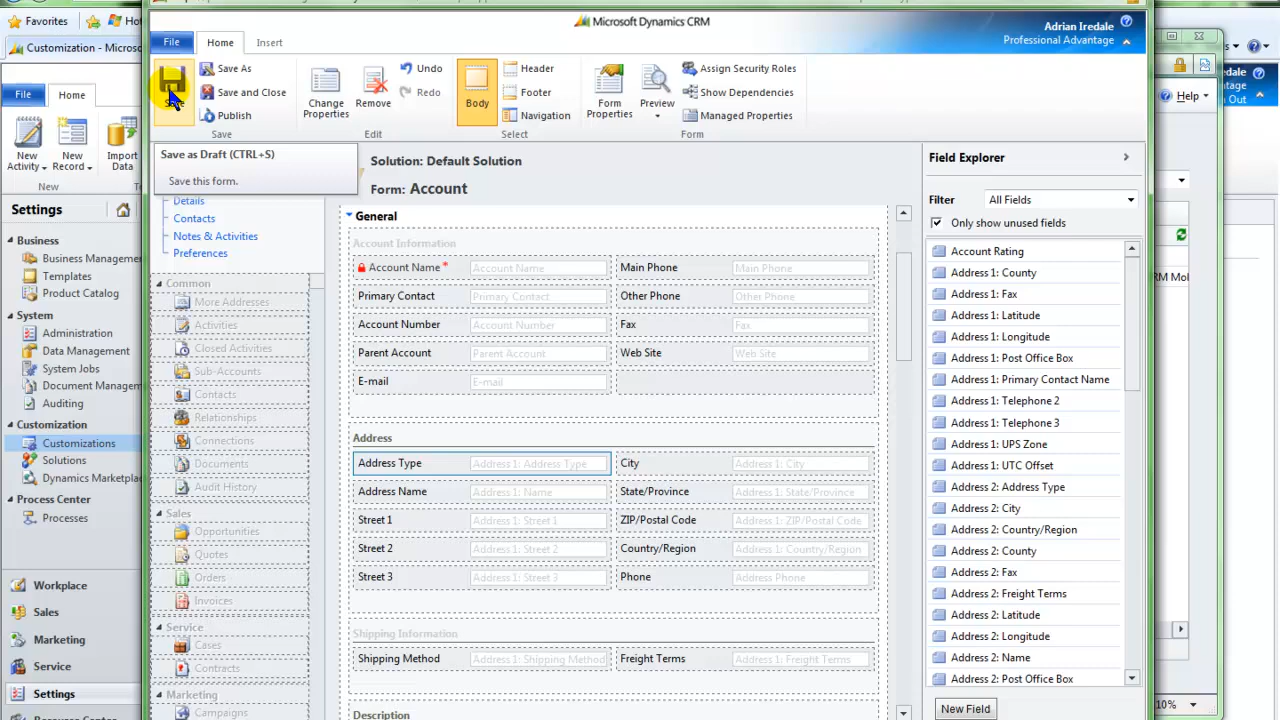 Favorites
Hot
Microsoft Dynamics CRM
Adrian Iredale
Professional Advantage
Customization - Micros
File
Home
Insert
File
Home
New
Activity
New
Record
Import
Data
New
Save
Save As
Save and Close
Publish
Save
Change
Properties
Remove
Undo
Redo
Edit
Body
Header
Footer
Navigation
Select
Form
Properties
Preview
Assign Security Roles
Show Dependencies
Managed Properties
Form
Help
Save as Draft (CTRL+S)
Save this form.
Solution: Default Solution
Form: Account
Settings
Business
Business Manageme
Templates
Product Catalog
System
Administration
Data Management
System Jobs
Document Managem
Auditing
Customization
Customizations
Solutions
Dynamics Marketplac
Process Center
Processes
Workplace
Sales
Marketing
Service
Settings
Details
Contacts
Notes & Activities
Preferences
Common
More Addresses
Activities
Closed Activities
Sub-Accounts
Contacts
Relationships
Connections
Documents
Audit History
Sales
Opportunities
Quotes
Orders
Invoices
Service
Cases
Contracts
Marketing
Campaigns
General
Account Information
Account Name * Account Name Main Phone Main Phone
Primary Contact Primary Contact Other Phone Other Phone
Account Number Account Number Fax Fax
Parent Account Parent Account Web Site Web Site
E-mail E-mail
Address
Address Type Address 1: Address Type City Address 1: City
Address Name Address 1: Name State/Province Address 1: State/Province
Street 1 Address 1: Street 1 ZIP/Postal Code Address 1: ZIP/Postal Code
Street 2 Address 1: Street 2 Country/Region Address 1: Country/Region
Street 3 Address 1: Street 3 Phone Address Phone
Shipping Information
Shipping Method Address 1: Shipping Method Freight Terms Address 1: Freight Terms
Description
Field Explorer
Filter All Fields
Only show unused fields
Account Rating
Address 1: County
Address 1: Fax
Address 1: Latitude
Address 1: Longitude
Address 1: Post Office Box
Address 1: Primary Contact Name
Address 1: Telephone 2
Address 1: Telephone 3
Address 1: UPS Zone
Address 1: UTC Offset
Address 2: Address Type
Address 2: City
Address 2: Country/Region
Address 2: County
Address 2: Fax
Address 2: Freight Terms
Address 2: Latitude
Address 2: Longitude
Address 2: Name
Address 2: Post Office Box
New Field